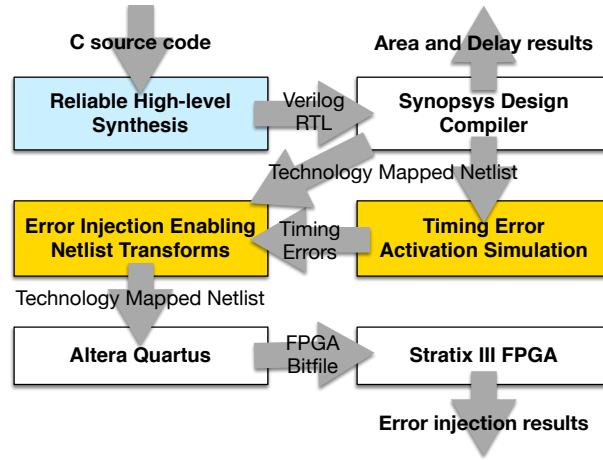 C source code
Area and Delay results
Reliable High-level
Synthesis
Verilog
RTL
Synopsys Design
Compiler
Technology Mapped Netlist
Error Injection Enabling
Netlist Transforms
Timing
Errors
Timing Error
Activation Simulation
Technology Mapped Netlist
Altera Quartus
FPGA
Bitfile
Stratix III FPGA
Error injection results